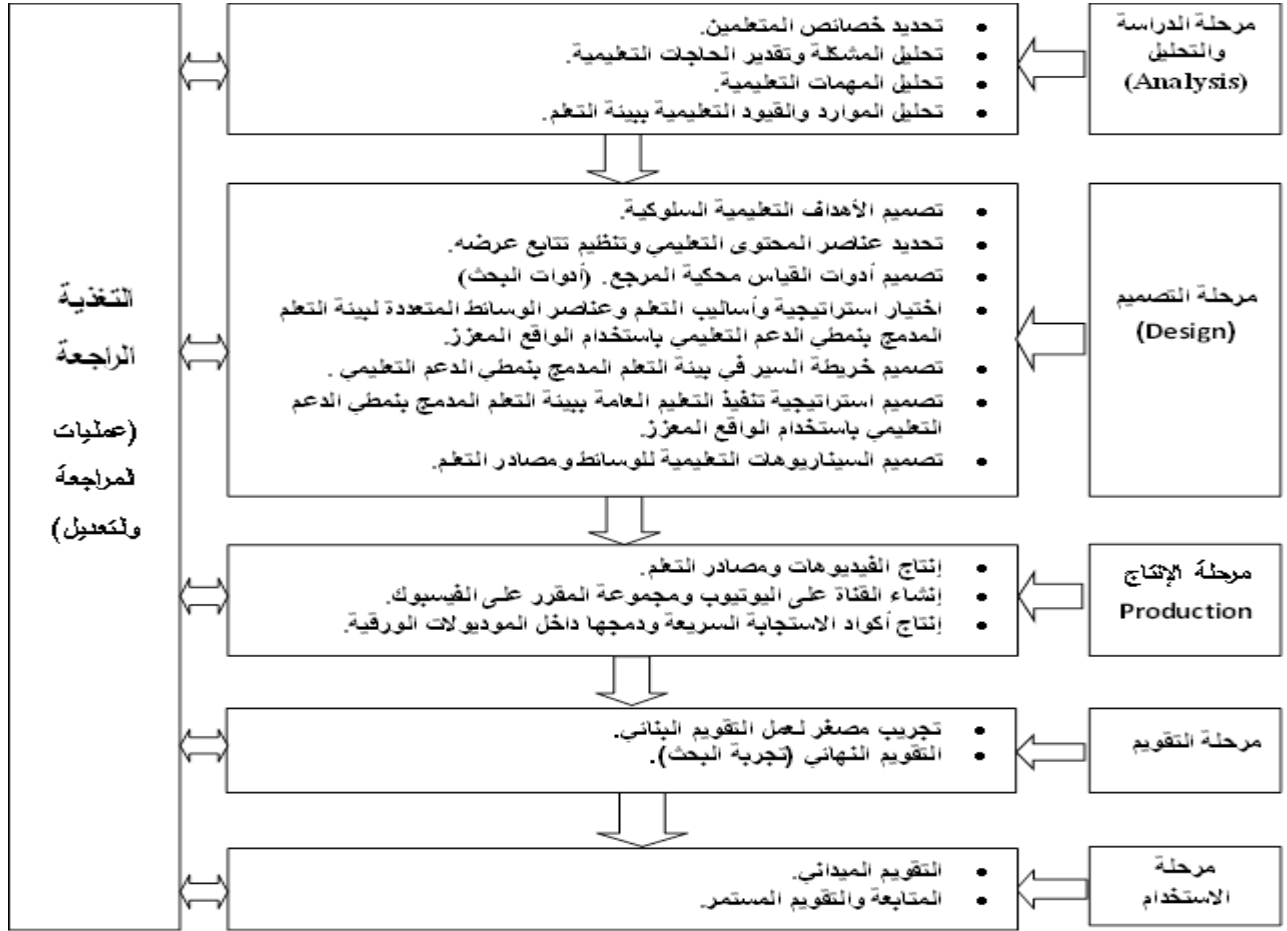 مرحلة الدراسة
والتحليل
(Analysis)
تحديد خصائص المتعلمين.
تحليل المشكلة وتقدير الحاجات التعليمية.
تحليل المهمات التعليمية.
تحليل الموارد والقيود التعليمية ببيئة التعلم.
مرحلة التصميم
(Design)
تصميم الأهداف التعليمية السلوكية.
تحديد عناصر المحتوى التعليمي وتنظيم تتابع عرضه.
تصميم أدوات القياس محكية المرجع. (أدوات البحث)
اختيار استراتيجية وأساليب التعلم وعناصر الوسائط المتعددة لبيئة التعلم
المدمج بنمطي الدعم التعليمي باستخدام الواقع المعزز.
تصميم خريطة السير في بيئة التعلم المدمج بنمطي الدعم التعليمي .
تصميم استراتيجية تنفيذ التعليم العامة ببيئة التعلم المدمج بنمطي الدعم
التعليمي باستخدام الواقع المعزز.
تصميم السيناريوهات التعليمية للوسائط ومصادر التعلم.
مرحلة الإنتاج
Production
إنتاج الفيديوهات ومصادر التعلم.
إنشاء القناة على اليوتيوب ومجموعة المقرر على الفيسبوك.
إنتاج أكواد الاستجابة السريعة ودمجها داخل الموديولات الورقية.
مرحلة التقويم
تجريب مصغر لعمل التقويم البنائي.
التقويم النهائي (تجربة البحث).
مرحلة
الاستخدام
التقويم الميداني.
المتابعة والتقويم المستمر.
التغذية
الراجعة
(عمليات
المراجعة
والتعديل)